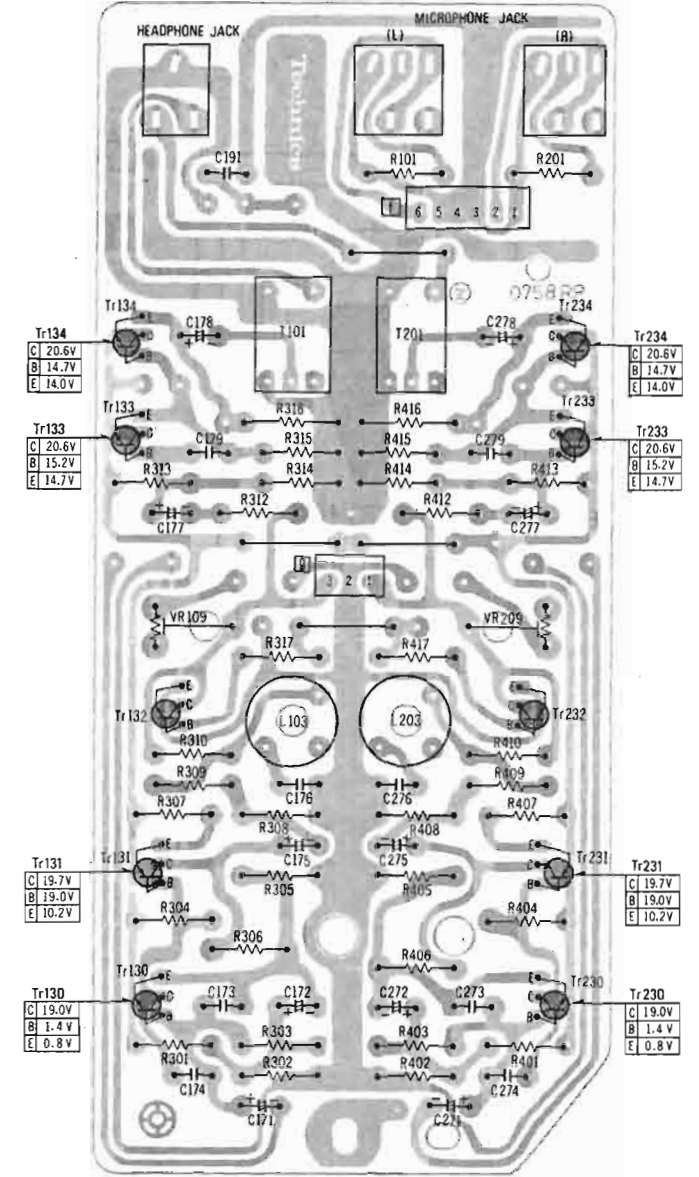 MICROPHONE JACK
HEADPHONE JACK (L) (R)
Technics
C191 R101 R201
1 6 5 4 3 2 1
0758
Tr134 C178 T101 T201 C278 Tr234
E C B E C B
Tr134
C 20.6V
B 14.7V
E 14.0V
Tr234
C 20.6V
B 14.7V
E 14.0V
Tr133 R316 R416 Tr233
E C B E C B
Tr133
C 20.6V
B 15.2V
E 14.7V
Tr233
C 20.6V
B 15.2V
E 14.7V
C179 R315 R415 C279
R313 R314 R414 R413
R312 R412
C177 C277
9 3 2 1
VR109 VR209
R317 R417
E C B E C B
Tr132 L103 L203 Tr232
R310 R410
R309 R409
R307 C176 C276 R407
R308 R408
Tr131 C175 C275 Tr231
E C B E C B
Tr131
C 19.7V
B 19.0V
E 10.2V
Tr231
C 19.7V
B 19.0V
E 10.2V
R305 R405
R304 R404
R306 R406
Tr130 C173 C172 C272 C273 Tr230
E C B E C B
Tr130
C 19.0V
B 1.4V
E 0.8V
Tr230
C 19.0V
B 1.4V
E 0.8V
R303 R403
R301 R302 R402 R401
C174 C274
C171 C271